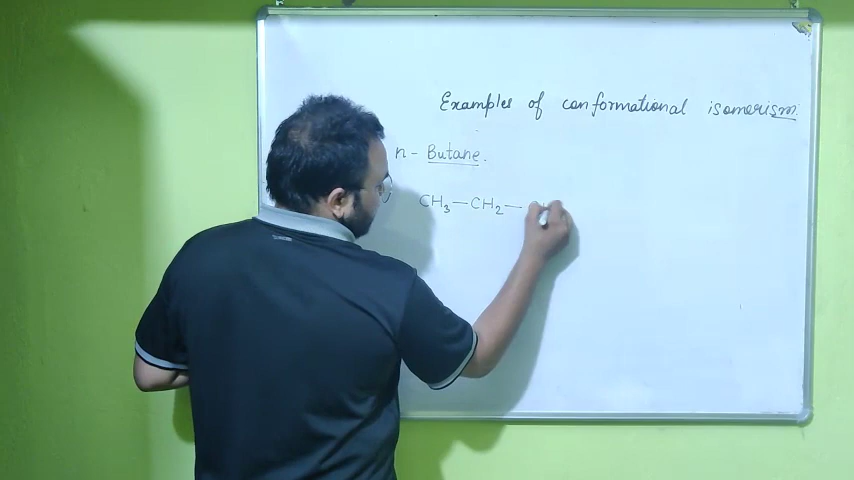 Examples of conformational isomerism.
n - Butane.
CH₃—CH₂—